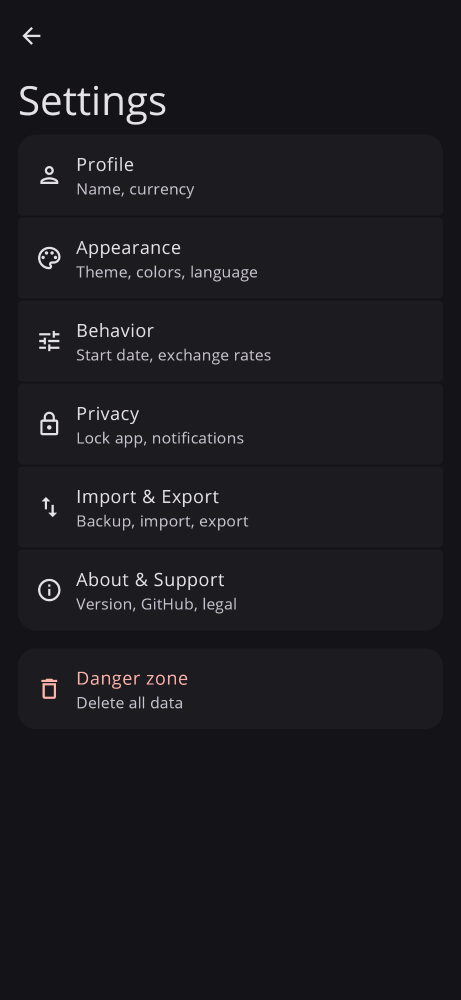 Settings
Profile
Name, currency
Appearance
Theme, colors, language
Behavior
Start date, exchange rates
Privacy
Lock app, notifications
Import & Export
Backup, import, export
About & Support
Version, GitHub, legal
Danger zone
Delete all data